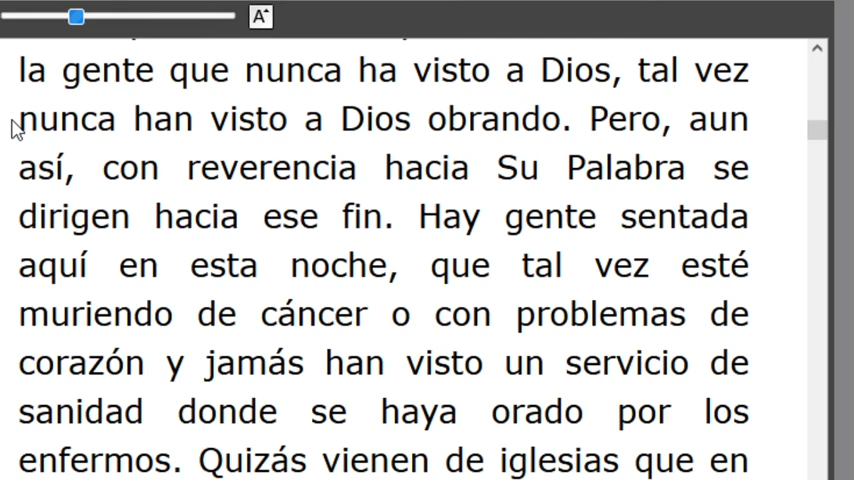 A
la gente que nunca ha visto a Dios, tal vez
nunca han visto a Dios obrando. Pero, aun
así, con reverencia hacia Su Palabra se
dirigen hacia ese fin. Hay gente sentada
aquí en esta noche, que tal vez esté
muriendo de cáncer o con problemas de
corazón y jamás han visto un servicio de
sanidad donde se haya orado por los
enfermos. Quizás vienen de iglesias que en